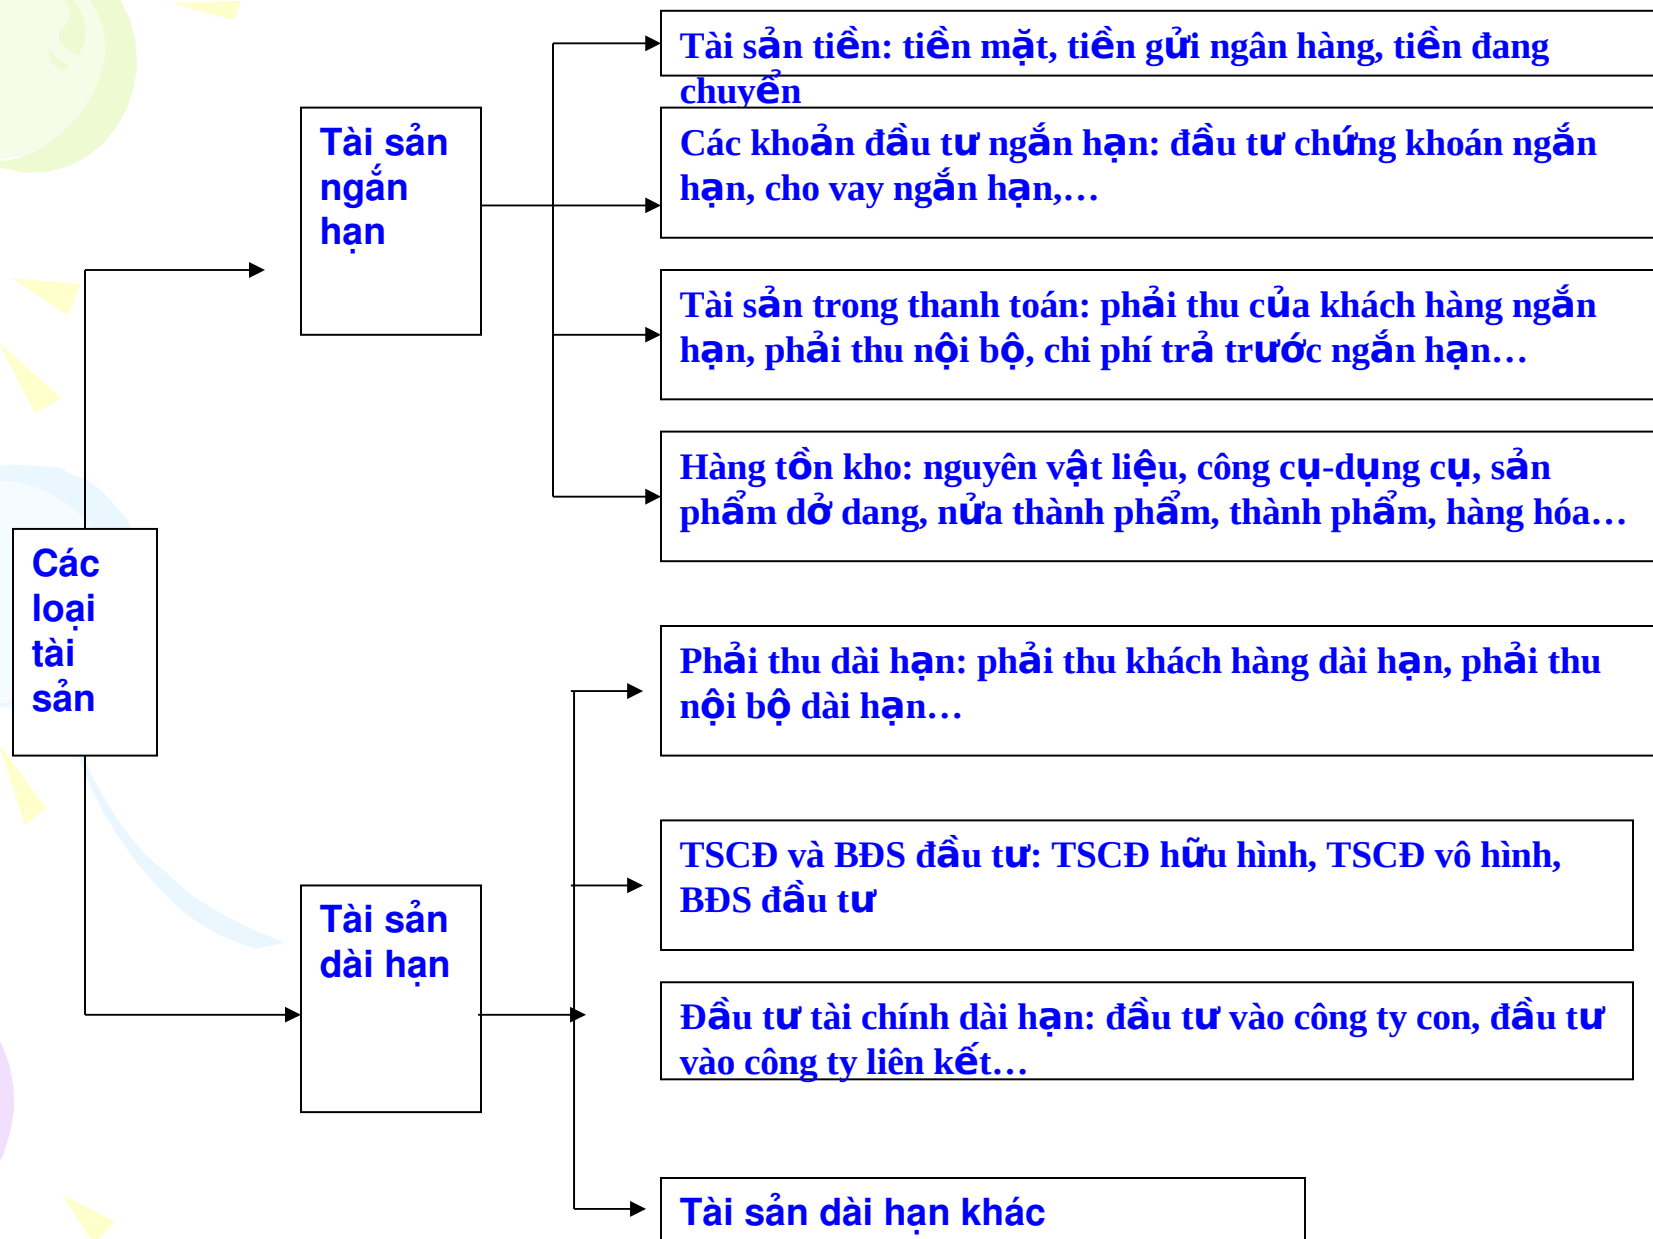 Tài sản tiền: tiền mặt, tiền gửi ngân hàng, tiền đang
chuyển
Tài sản
ngắn
hạn
Các khoản đầu tư ngắn hạn: đầu tư chứng khoán ngắn
hạn, cho vay ngắn hạn,…
Tài sản trong thanh toán: phải thu của khách hàng ngắn
hạn, phải thu nội bộ, chi phí trả trước ngắn hạn…
Hàng tồn kho: nguyên vật liệu, công cụ-dụng cụ, sản
phẩm dở dang, nửa thành phẩm, thành phẩm, hàng hóa…
Các
loại
tài
sản
Phải thu dài hạn: phải thu khách hàng dài hạn, phải thu
nội bộ dài hạn…
TSCĐ và BĐS đầu tư: TSCĐ hữu hình, TSCĐ vô hình,
BĐS đầu tư
Tài sản
dài hạn
Đầu tư tài chính dài hạn: đầu tư vào công ty con, đầu tư
vào công ty liên kết…
Tài sản dài hạn khác